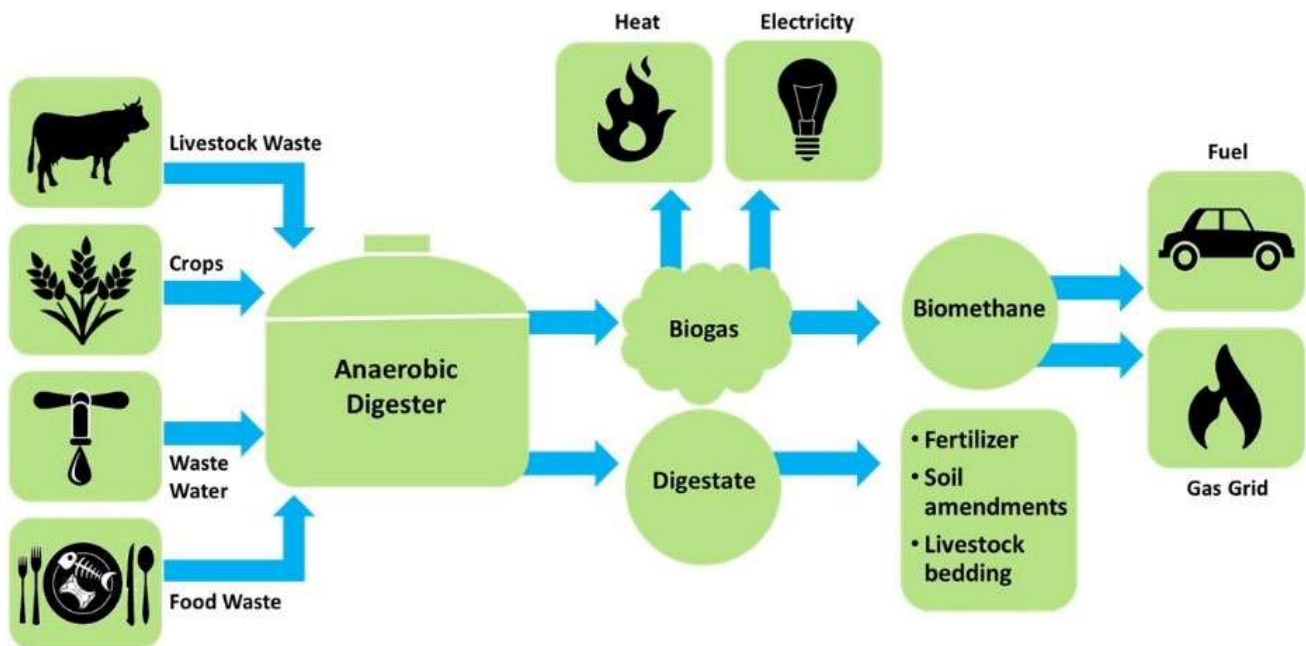 Heat
Electricity
Livestock Waste
Crops
Waste
Water
Food Waste
Anaerobic
Digester
Biogas
Digestate
Biomethane
• Fertilizer
• Soil
amendments
• Livestock
bedding
Fuel
Gas Grid